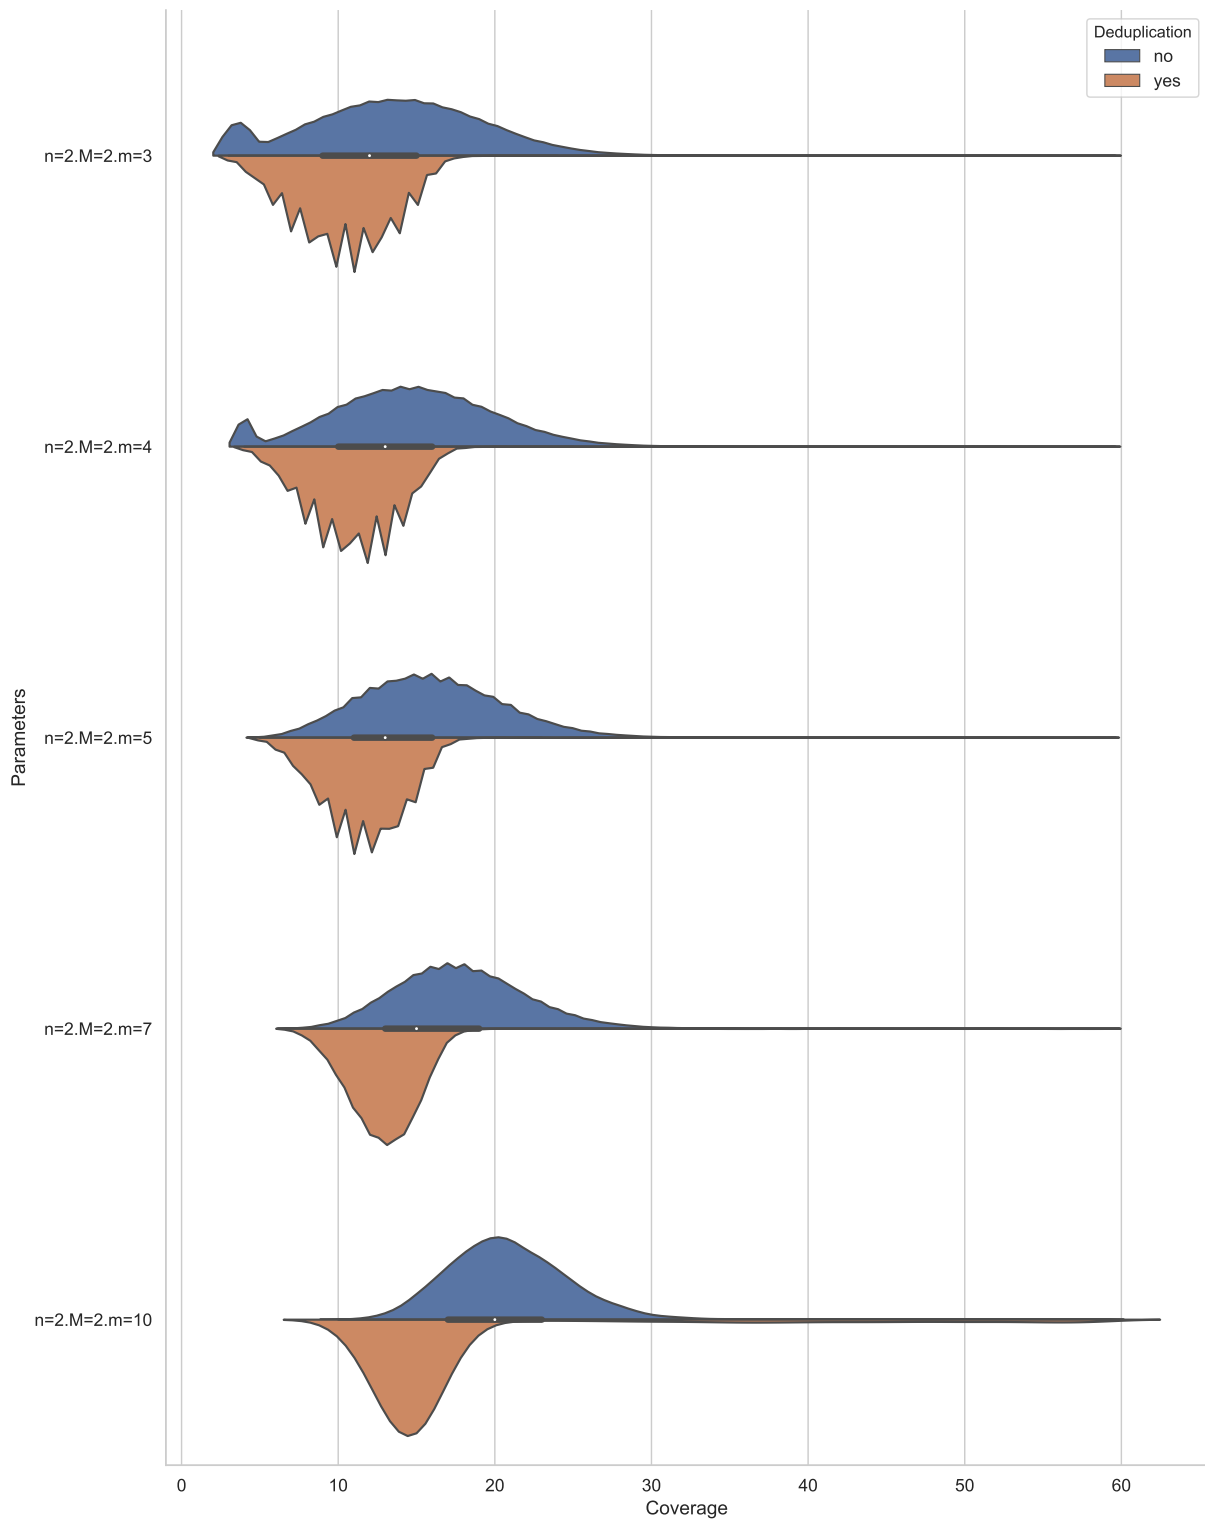 Deduplication
no
yes
n=2.M=2.m=3
n=2.M=2.m=4
n=2.M=2.m=5
n=2.M=2.m=7
n=2.M=2.m=10
Parameters
0 10 20 30 40 50 60
Coverage